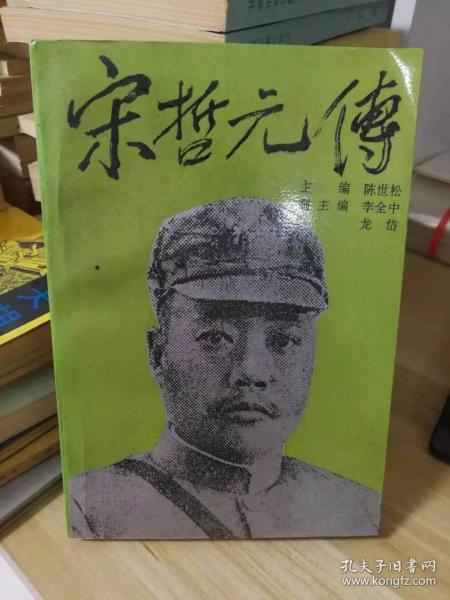 宋哲元傳
主编 陈世松
副主编 李全中
龙岱
孔夫子旧书网
www.kongfz.com